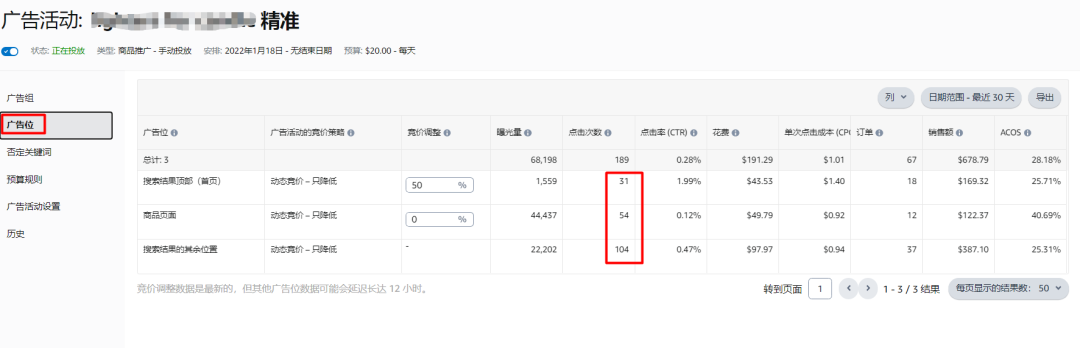 广告活动: 精准
状态: 正在投放 类型: 商品推广 - 手动投放 安排: 2022年1月18日 - 无结束日期 预算: $20.00 - 每天
广告组
广告位
否定关键词
预算规则
广告活动设置
历史
列 日期范围 - 最近 30 天 导出
广告位 广告活动的竞价策略 竞价调整 曝光量 点击次数 点击率 (CTR) 花费 单次点击成本 (CPC 订单 销售额 ACOS
总计: 3 68,198 189 0.28% $191.29 $1.01 67 $678.79 28.18%
搜索结果顶部（首页） 动态竞价 – 只降低 50 % 1,559 31 1.99% $43.53 $1.40 18 $169.32 25.71%
商品页面 动态竞价 – 只降低 0 % 44,437 54 0.12% $49.79 $0.92 12 $122.37 40.69%
搜索结果的其余位置 动态竞价 – 只降低 - 22,202 104 0.47% $97.97 $0.94 37 $387.10 25.31%
竞价调整数据是最新的，但其他广告位数据可能会延迟长达 12 小时。
转到页面 1 1 - 3 / 3 结果 每页显示的结果数： 50